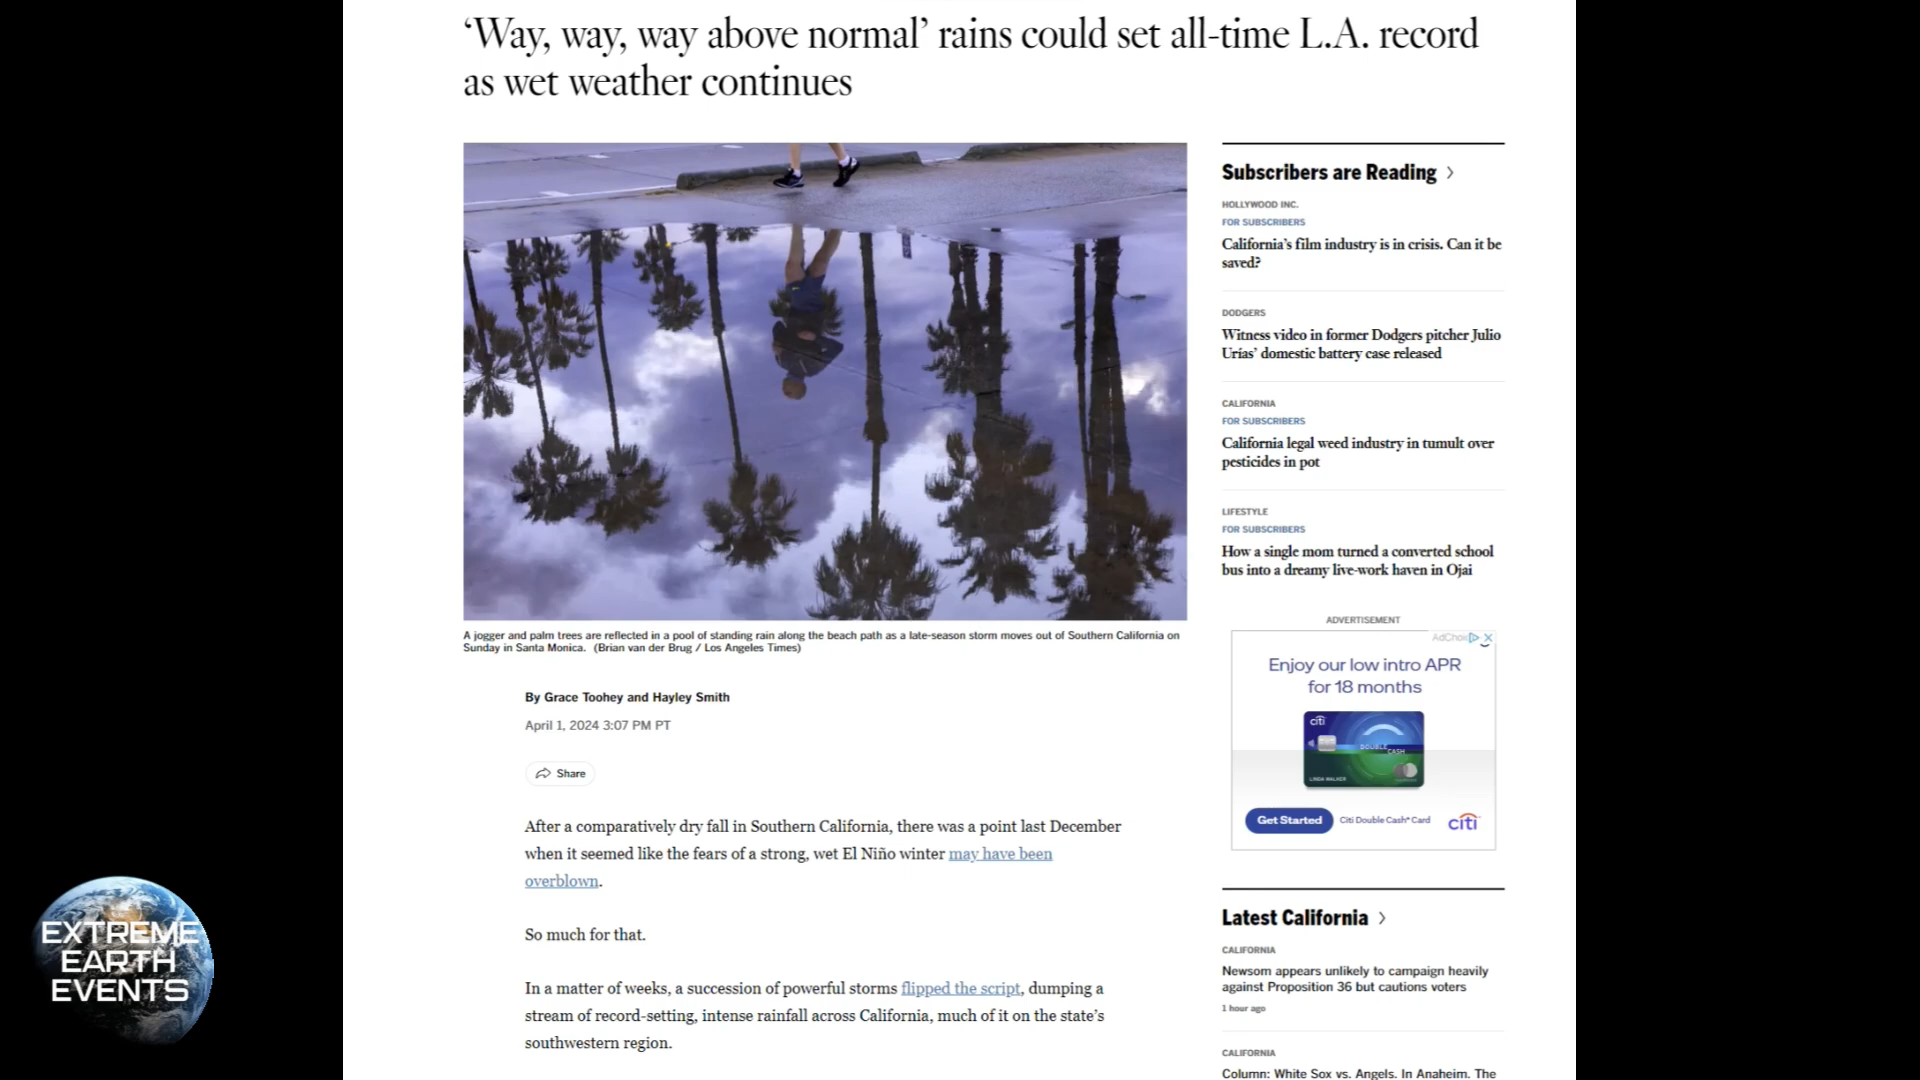 ‘Way, way, way above normal’ rains could set all-time L.A. record
as wet weather continues
A jogger and palm trees are reflected in a pool of standing rain along the beach path as a late-season storm moves out of Southern California on
Sunday in Santa Monica. (Brian van der Brug / Los Angeles Times)
By Grace Toohey and Hayley Smith
April 1, 2024 3:07 PM PT
Share
After a comparatively dry fall in Southern California, there was a point last December
when it seemed like the fears of a strong, wet El Niño winter may have been
overblown.
So much for that.
In a matter of weeks, a succession of powerful storms flipped the script, dumping a
stream of record-setting, intense rainfall across California, much of it on the state’s
southwestern region.
Subscribers are Reading
HOLLYWOOD INC.
FOR SUBSCRIBERS
California’s film industry is in crisis. Can it be
saved?
DODGERS
Witness video in former Dodgers pitcher Julio
Urías’ domestic battery case released
CALIFORNIA
FOR SUBSCRIBERS
California legal weed industry in tumult over
pesticides in pot
LIFESTYLE
FOR SUBSCRIBERS
How a single mom turned a converted school
bus into a dreamy live-work haven in Ojai
ADVERTISEMENT
Enjoy our low intro APR
for 18 months
citi
DOUBLE
CASH
LINDA WALKER
Get Started
Citi Double Cash® Card
citi
Latest California
CALIFORNIA
Newsom appears unlikely to campaign heavily
against Proposition 36 but cautions voters
1 hour ago
CALIFORNIA
Column: White Sox vs. Angels. In Anaheim. The
EXTREME
EARTH
EVENTS